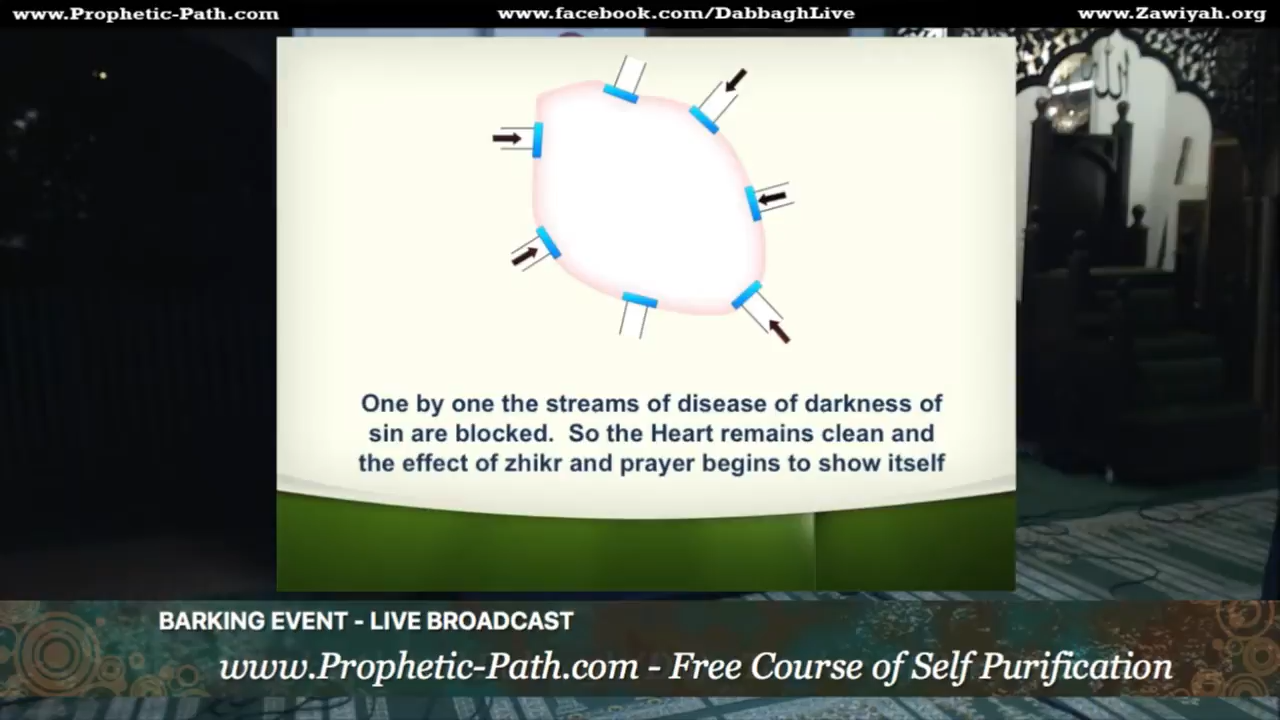 www.Prophetic-Path.com
www.facebook.com/DabbaghLive
www.Zawiyah.org
الله
One by one the streams of disease of darkness of
sin are blocked. So the Heart remains clean and
the effect of zhikr and prayer begins to show itself
BARKING EVENT - LIVE BROADCAST
www.Prophetic-Path.com - Free Course of Self Purification